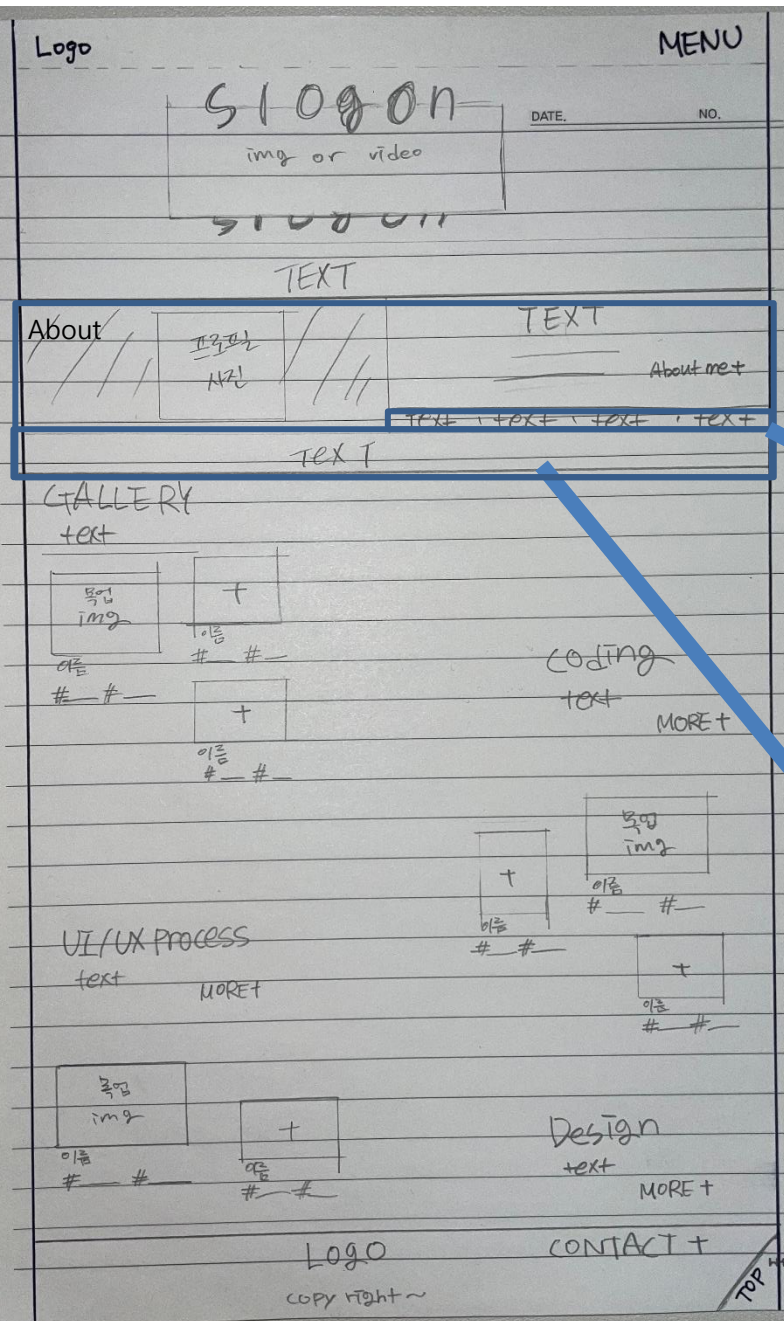 Logo MENU
slogon
DATE. NO.
img or video
TEXT
About
프로필
사진
TEXT
About me+
text , text , text , text
TEXT
GALLERY
text
목업
img
+
이름
# #
이름
# #
+
이름
# #
coding
text
MORE+
목업
img
이름
# #
+
이름
# #
+
이름
# #
UI/UX process
text
MORE+
목업
img
이름
# #
+
이름
# #
Design
text
MORE +
LOGO
CONTACT +
copy right~
TOP